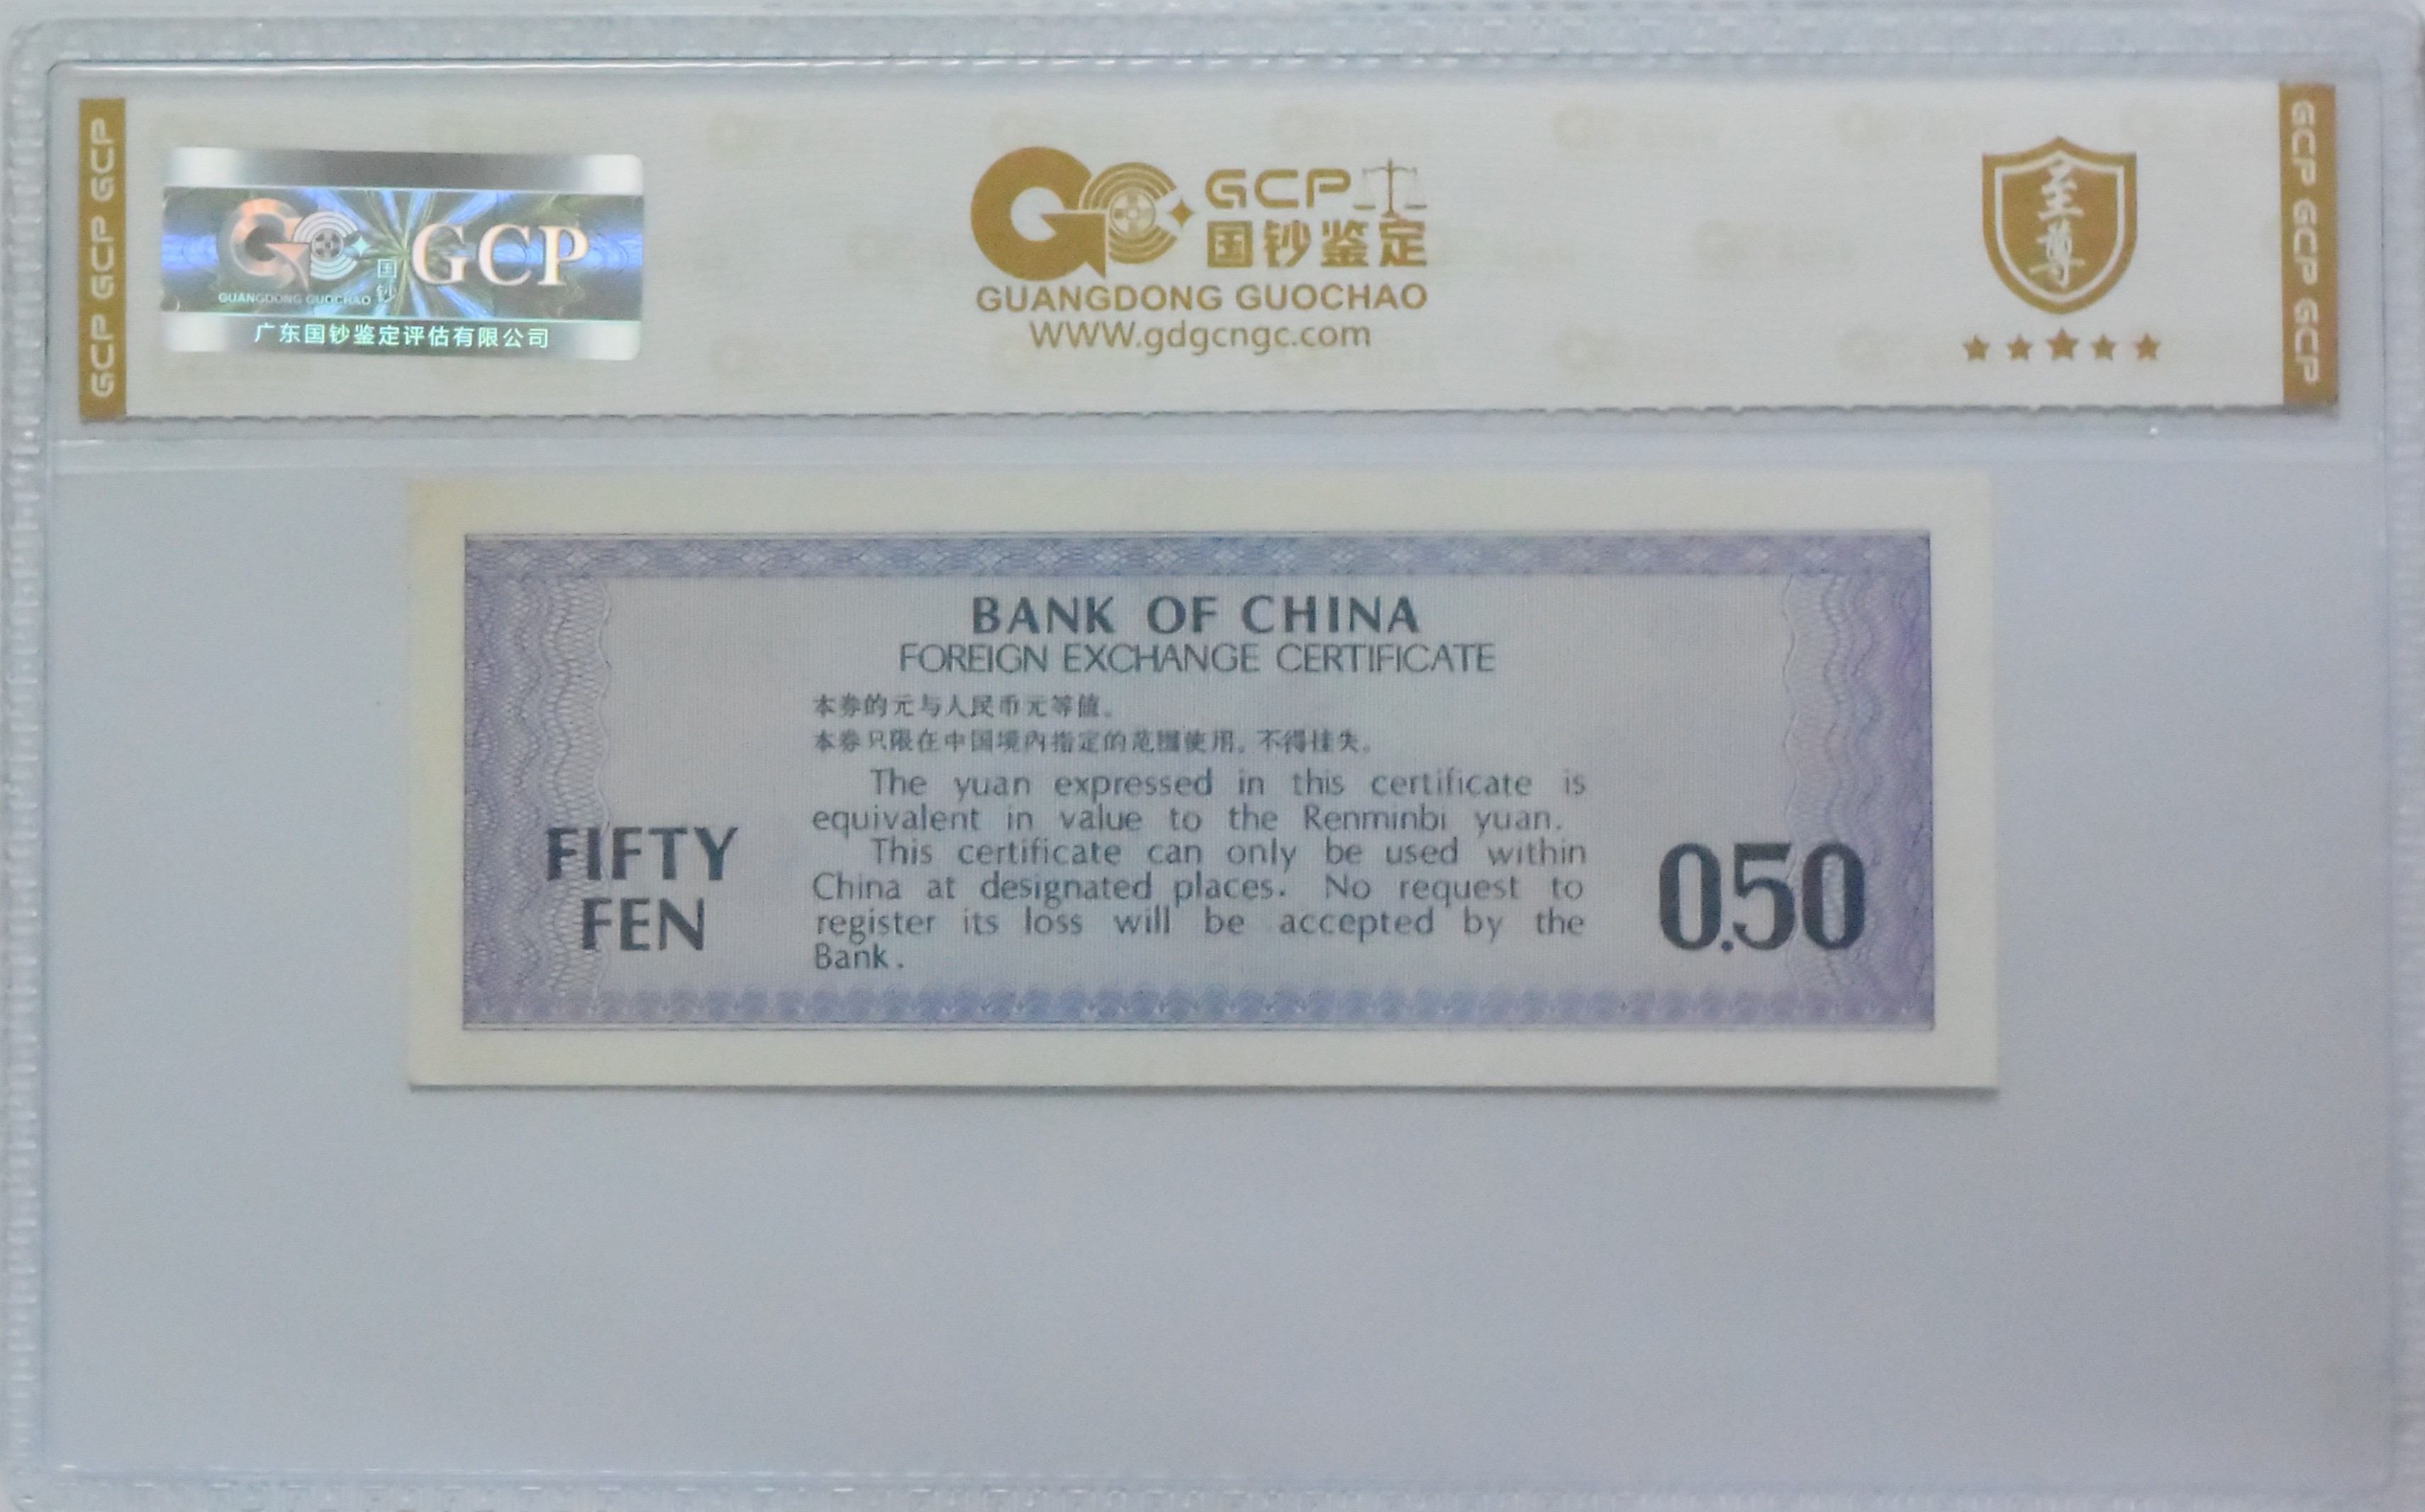 GCP GCP GCP
GUANGDONG GUOCHAO
国钞
GCP
广东国钞鉴定评估有限公司
GCP
国钞鉴定
GUANGDONG GUOCHAO
WWW.gdgcngc.com
至尊
GCP GCP GCP
BANK OF CHINA
FOREIGN EXCHANGE CERTIFICATE
本券的元与人民币元等值。
本券只限在中国境内指定的范围使用。不得挂失。
The yuan expressed in this certificate is
equivalent in value to the Renminbi yuan.
This certificate can only be used within
China at designated places. No request to
register its loss will be accepted by the
Bank.
FIFTY
FEN
0.50